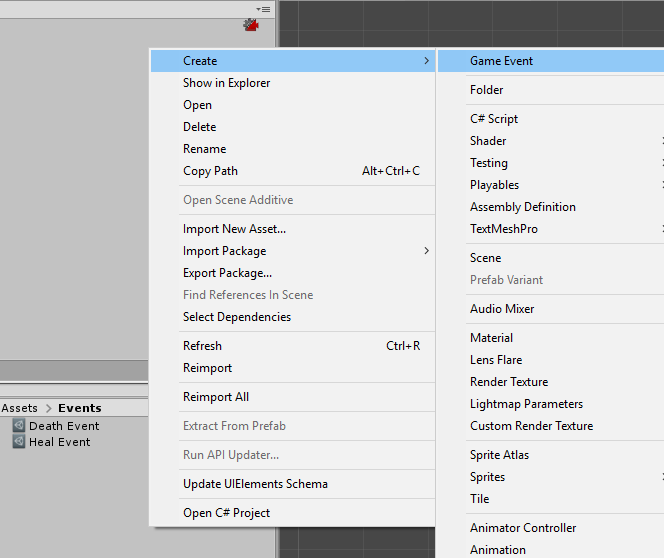 Create
Show in Explorer
Open
Delete
Rename
Copy Path Alt+Ctrl+C
Open Scene Additive
Import New Asset...
Import Package
Export Package...
Find References In Scene
Select Dependencies
Refresh Ctrl+R
Reimport
Reimport All
Extract From Prefab
Run API Updater...
Update UIElements Schema
Open C# Project
Game Event
Folder
C# Script
Shader
Testing
Playables
Assembly Definition
TextMeshPro
Scene
Prefab Variant
Audio Mixer
Material
Lens Flare
Render Texture
Lightmap Parameters
Custom Render Texture
Sprite Atlas
Sprites
Tile
Animator Controller
Animation
Assets > Events
Death Event
Heal Event